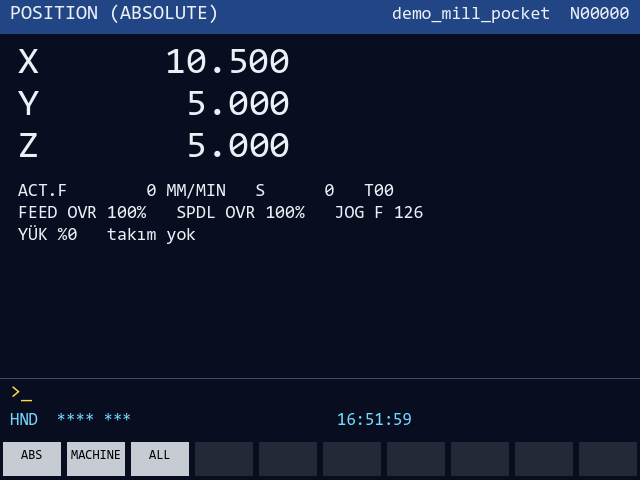 POSITION (ABSOLUTE) demo_mill_pocket N00000
X 10.500
Y 5.000
Z 5.000
ACT.F 0 MM/MIN S 0 T00
FEED OVR 100% SPDL OVR 100% JOG F 126
YÜK %0 takım yok
>_
HND **** *** 16:51:59
ABS MACHINE ALL